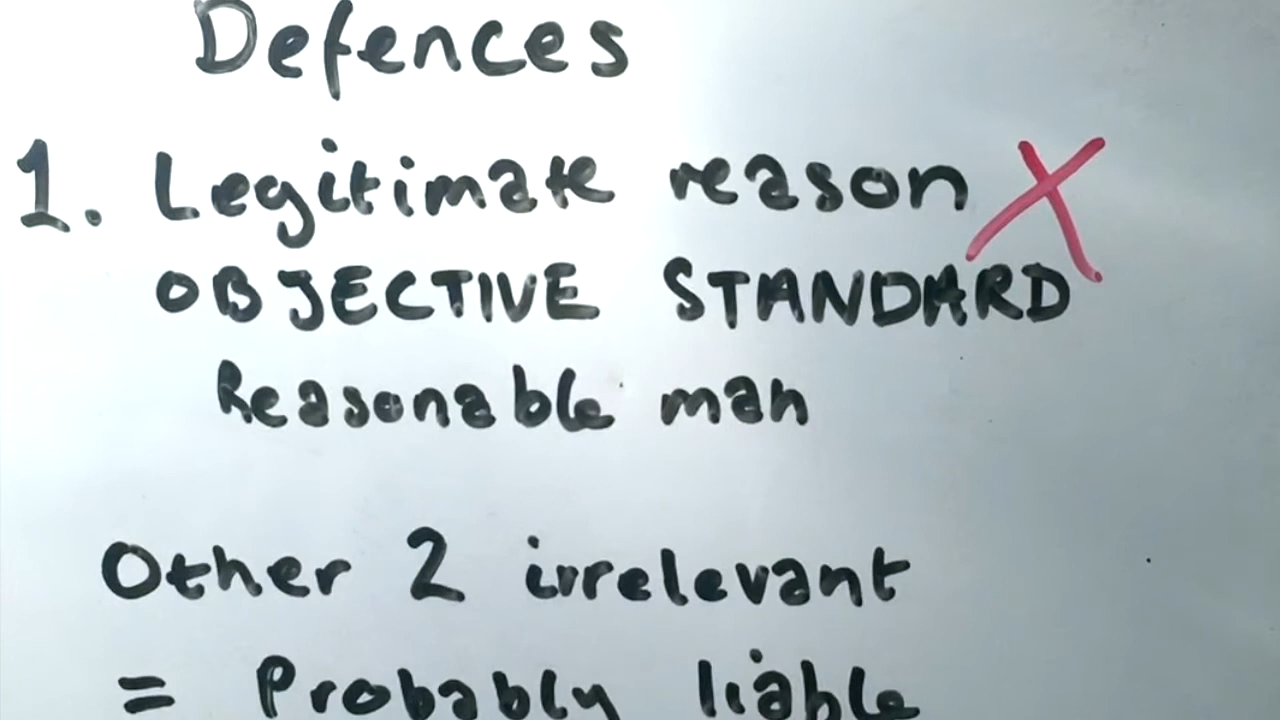 Defences
1. Legitimate reason X
OBJECTIVE STANDARD
Reasonable man
Other 2 irrelevant
= Probably liable